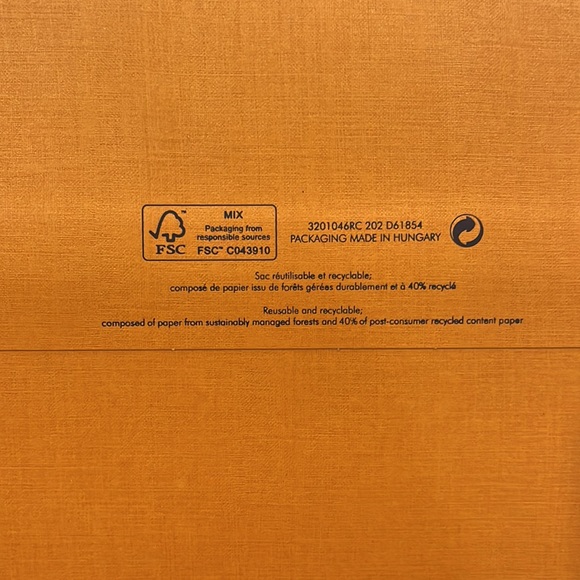 MIX
Packaging from
responsible sources
FSC™ C043910
FSC
3201046RC 202 D61854
PACKAGING MADE IN HUNGARY
Sac réutilisable et recyclable;
composé de papier issu de forêts gérées durablement et à 40% recyclé
Reusable and recyclable;
composed of paper from sustainably managed forests and 40% of post-consumer recycled content paper